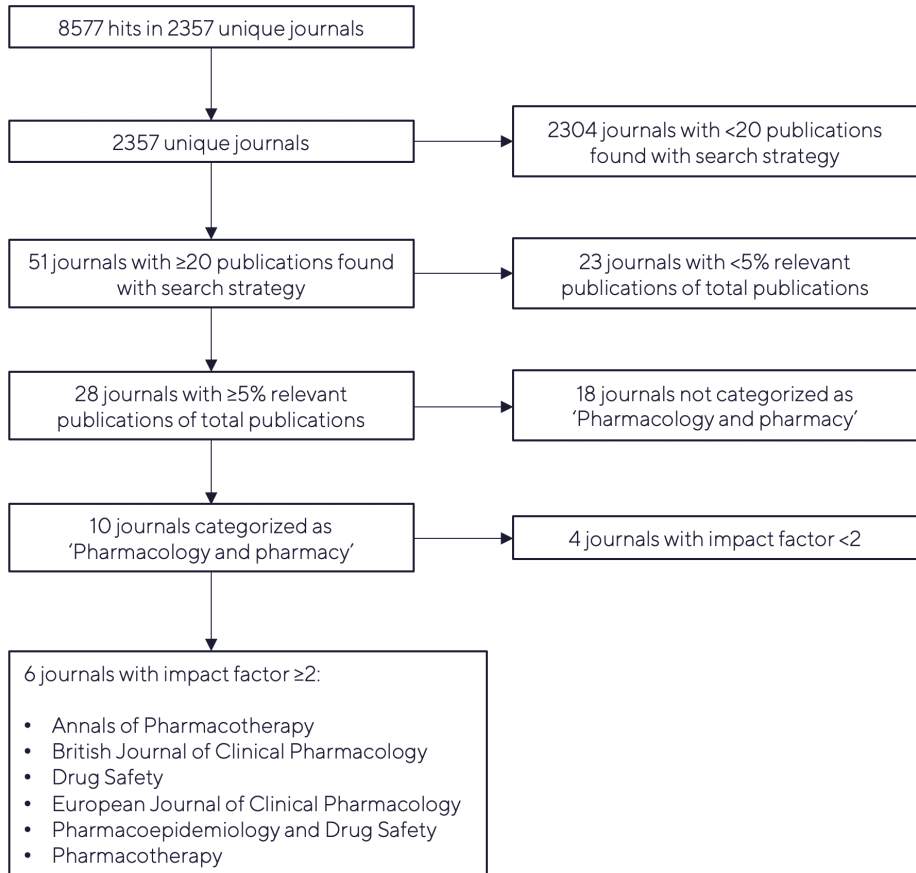 8577 hits in 2357 unique journals
2357 unique journals
2304 journals with <20 publications
found with search strategy
51 journals with ≥20 publications found
with search strategy
23 journals with <5% relevant
publications of total publications
28 journals with ≥5% relevant
publications of total publications
18 journals not categorized as
‘Pharmacology and pharmacy’
10 journals categorized as
‘Pharmacology and pharmacy’
4 journals with impact factor <2
6 journals with impact factor ≥2:
• Annals of Pharmacotherapy
• British Journal of Clinical Pharmacology
• Drug Safety
• European Journal of Clinical Pharmacology
• Pharmacoepidemiology and Drug Safety
• Pharmacotherapy